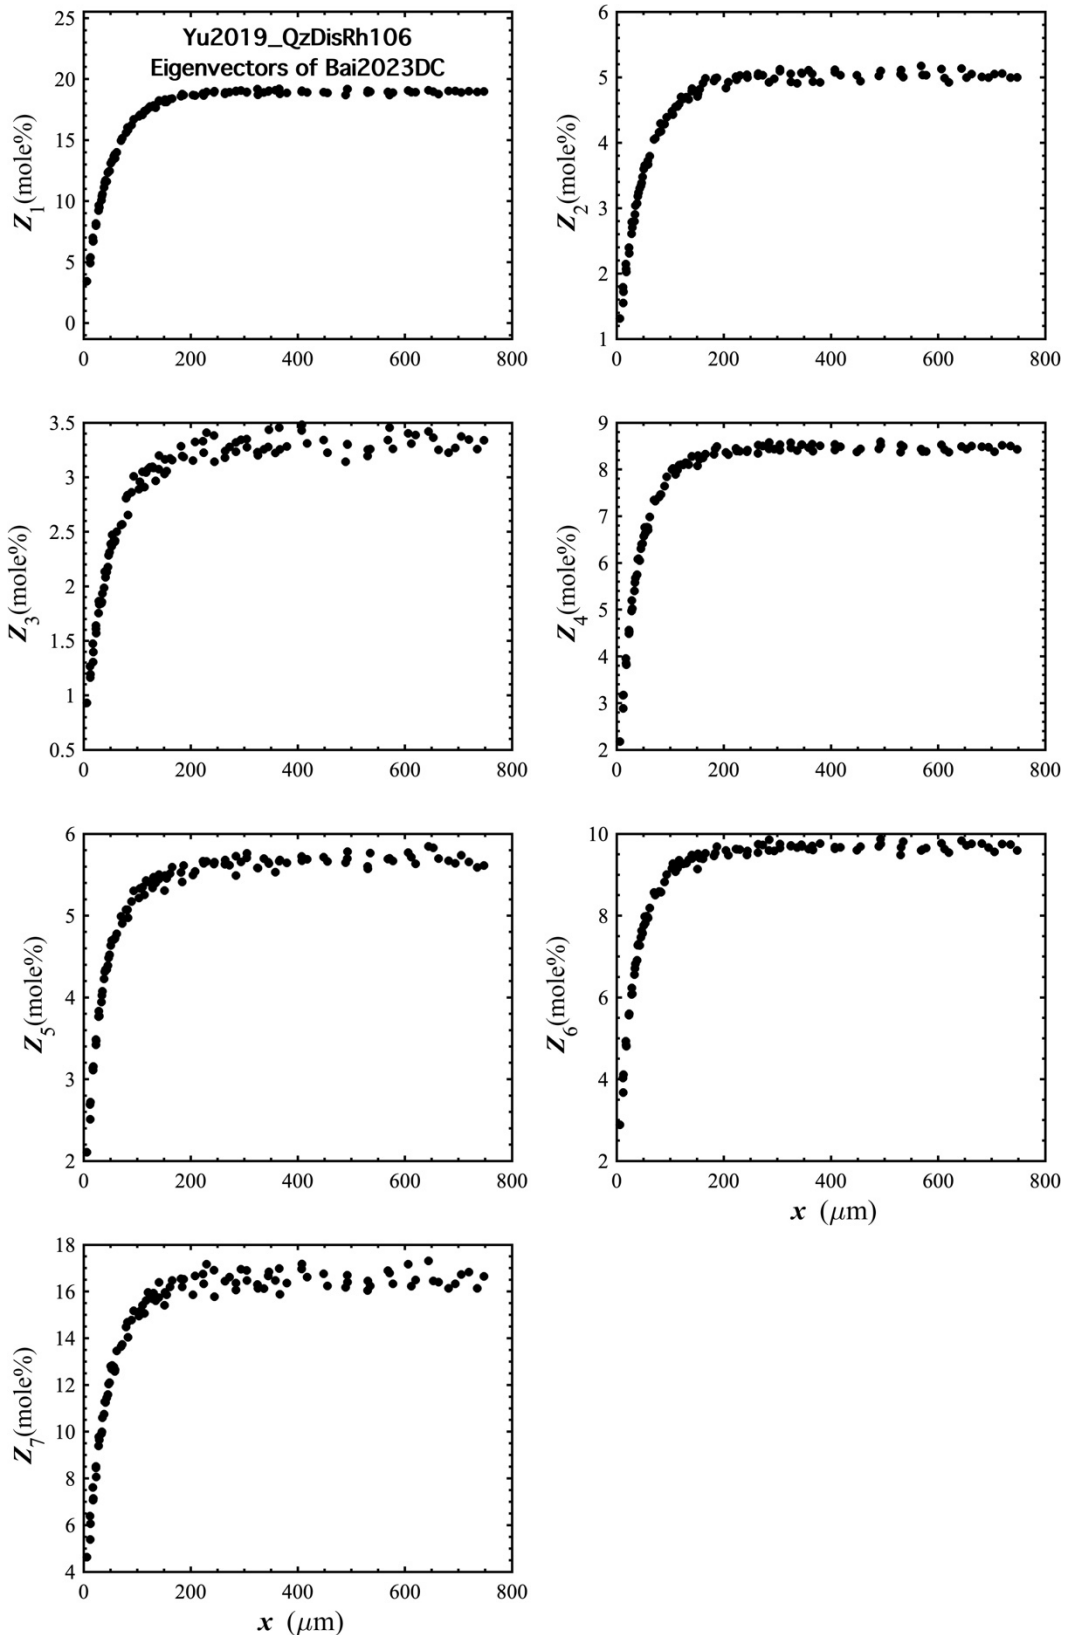 Yu2019_QzDisRh106
Eigenvectors of Bai2023DC
Z1(mole%)
25
20
15
10
5
0
0 200 400 600 800
Z2(mole%)
6
5
4
3
2
1
0 200 400 600 800
Z3(mole%)
3.5
3
2.5
2
1.5
1
0.5
0 200 400 600 800
Z4(mole%)
9
8
7
6
5
4
3
2
0 200 400 600 800
Z5(mole%)
6
5
4
3
2
0 200 400 600 800
Z6(mole%)
10
8
6
4
2
0 200 400 600 800
x (μm)
Z7(mole%)
18
16
14
12
10
8
6
4
0 200 400 600 800
x (μm)